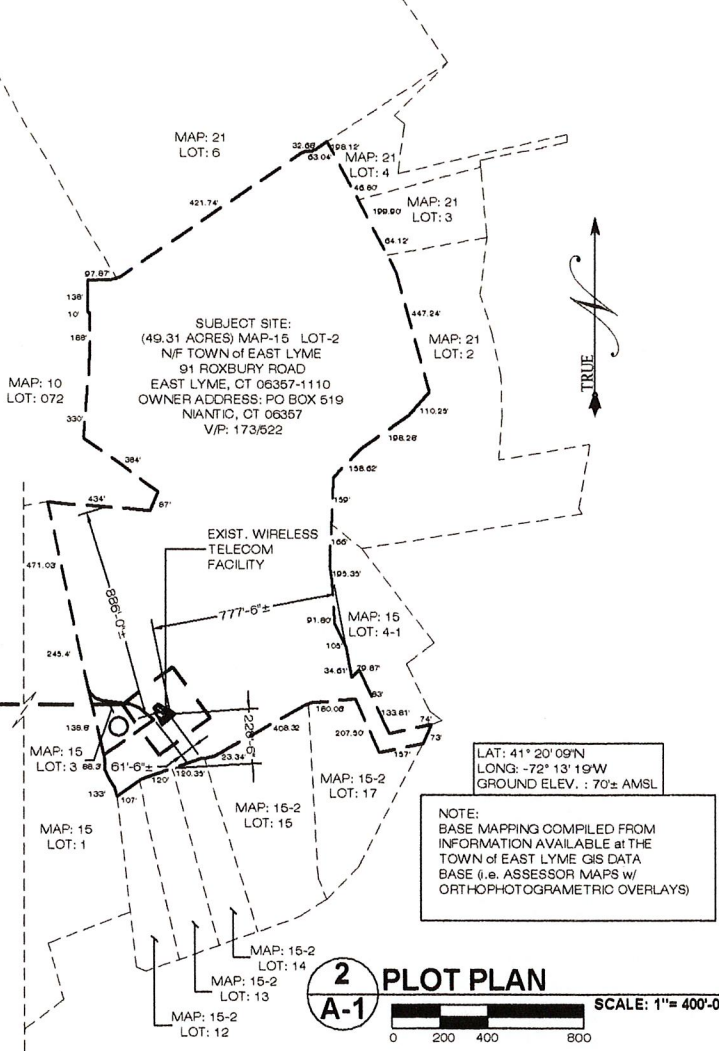 MAP: 21
LOT: 6
32.68'
63.04'
198.12'
MAP: 21
LOT: 4
46.80'
199.90'
MAP: 21
LOT: 3
64.12'
421.74'
97.87'
138'
10'
188'
SUBJECT SITE:
(49.31 ACRES) MAP-15 LOT-2
N/F TOWN of EAST LYME
91 ROXBURY ROAD
EAST LYME, CT 06357-1110
OWNER ADDRESS: PO BOX 519
NIANTIC, CT 06357
V/P: 173/522
447.24'
MAP: 21
LOT: 2
TRUE
MAP: 10
LOT: 072
330'
110.25'
198.28'
384'
158.62'
434'
87'
159'
EXIST. WIRELESS
TELECOM
FACILITY
166'
195.35'
471.03'
886'-0"±
777'-6"±
91.80'
MAP: 15
LOT: 4-1
105'
245.4'
34.61'
79.87'
83'
180.06'
133.81'
74'
73'
207.50'
157'
408.32
228'-6"
138.6'
MAP: 15
LOT: 3
88.3'
61'-6"±
23.34'
120.35'
120'
133'
107'
MAP: 15-2
LOT: 17
MAP: 15-2
LOT: 15
MAP: 15
LOT: 1
LAT: 41° 20' 09"N
LONG: -72° 13' 19"W
GROUND ELEV. : 70'± AMSL
NOTE:
BASE MAPPING COMPILED FROM
INFORMATION AVAILABLE at THE
TOWN of EAST LYME GIS DATA
BASE (i.e. ASSESSOR MAPS w/
ORTHOPHOTOGRAMETRIC OVERLAYS)
MAP: 15-2
LOT: 14
MAP: 15-2
LOT: 13
MAP: 15-2
LOT: 12
2
A-1
PLOT PLAN
SCALE: 1"= 400'-0
0 200 400 800